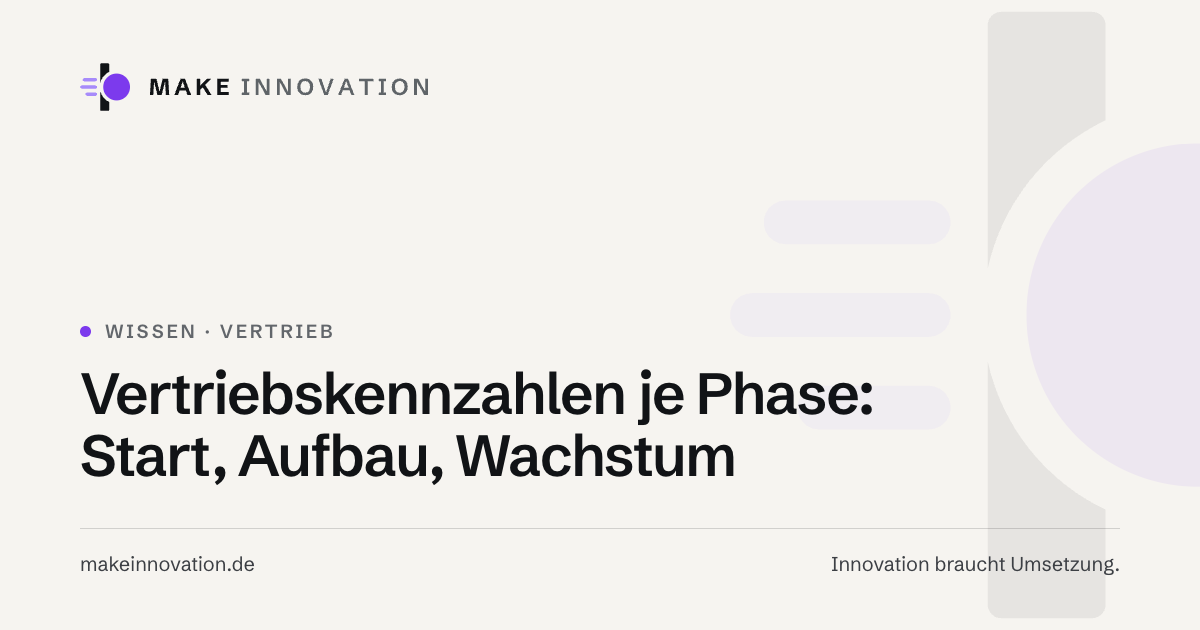 MAKE INNOVATION
WISSEN · VERTRIEB
Vertriebskennzahlen je Phase:
Start, Aufbau, Wachstum
makeinnovation.de
Innovation braucht Umsetzung.